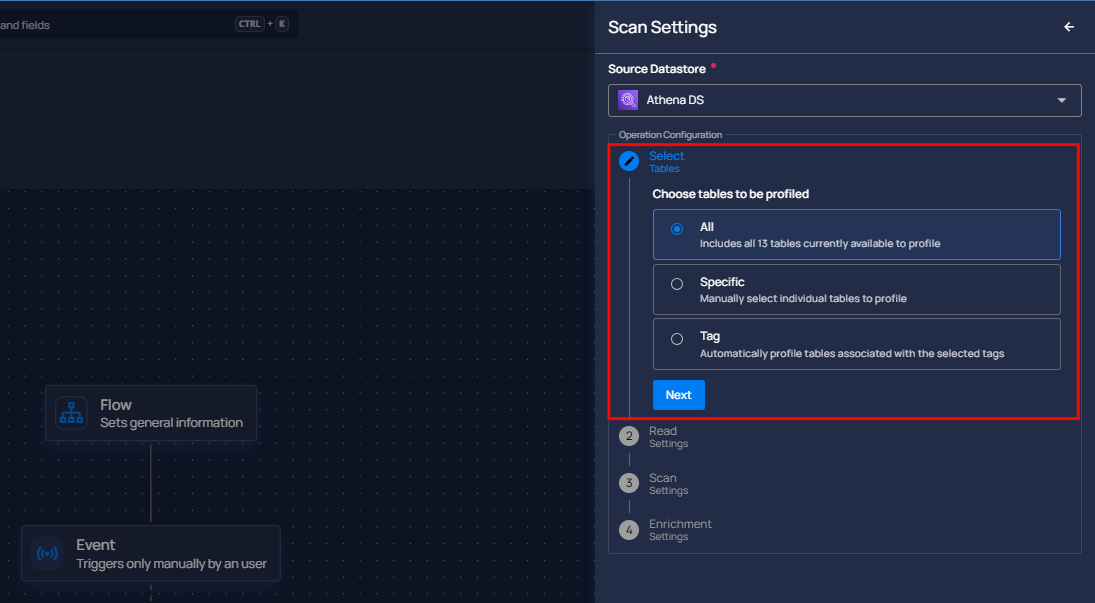 and fields
CTRL + K
Scan Settings
Source Datastore *
Athena DS
Operation Configuration
Select
Tables
Choose tables to be profiled
All
Includes all 13 tables currently available to profile
Specific
Manually select individual tables to profile
Tag
Automatically profile tables associated with the selected tags
Next
2 Read
Settings
3 Scan
Settings
4 Enrichment
Settings
Flow
Sets general information
Event
Triggers only manually by an user